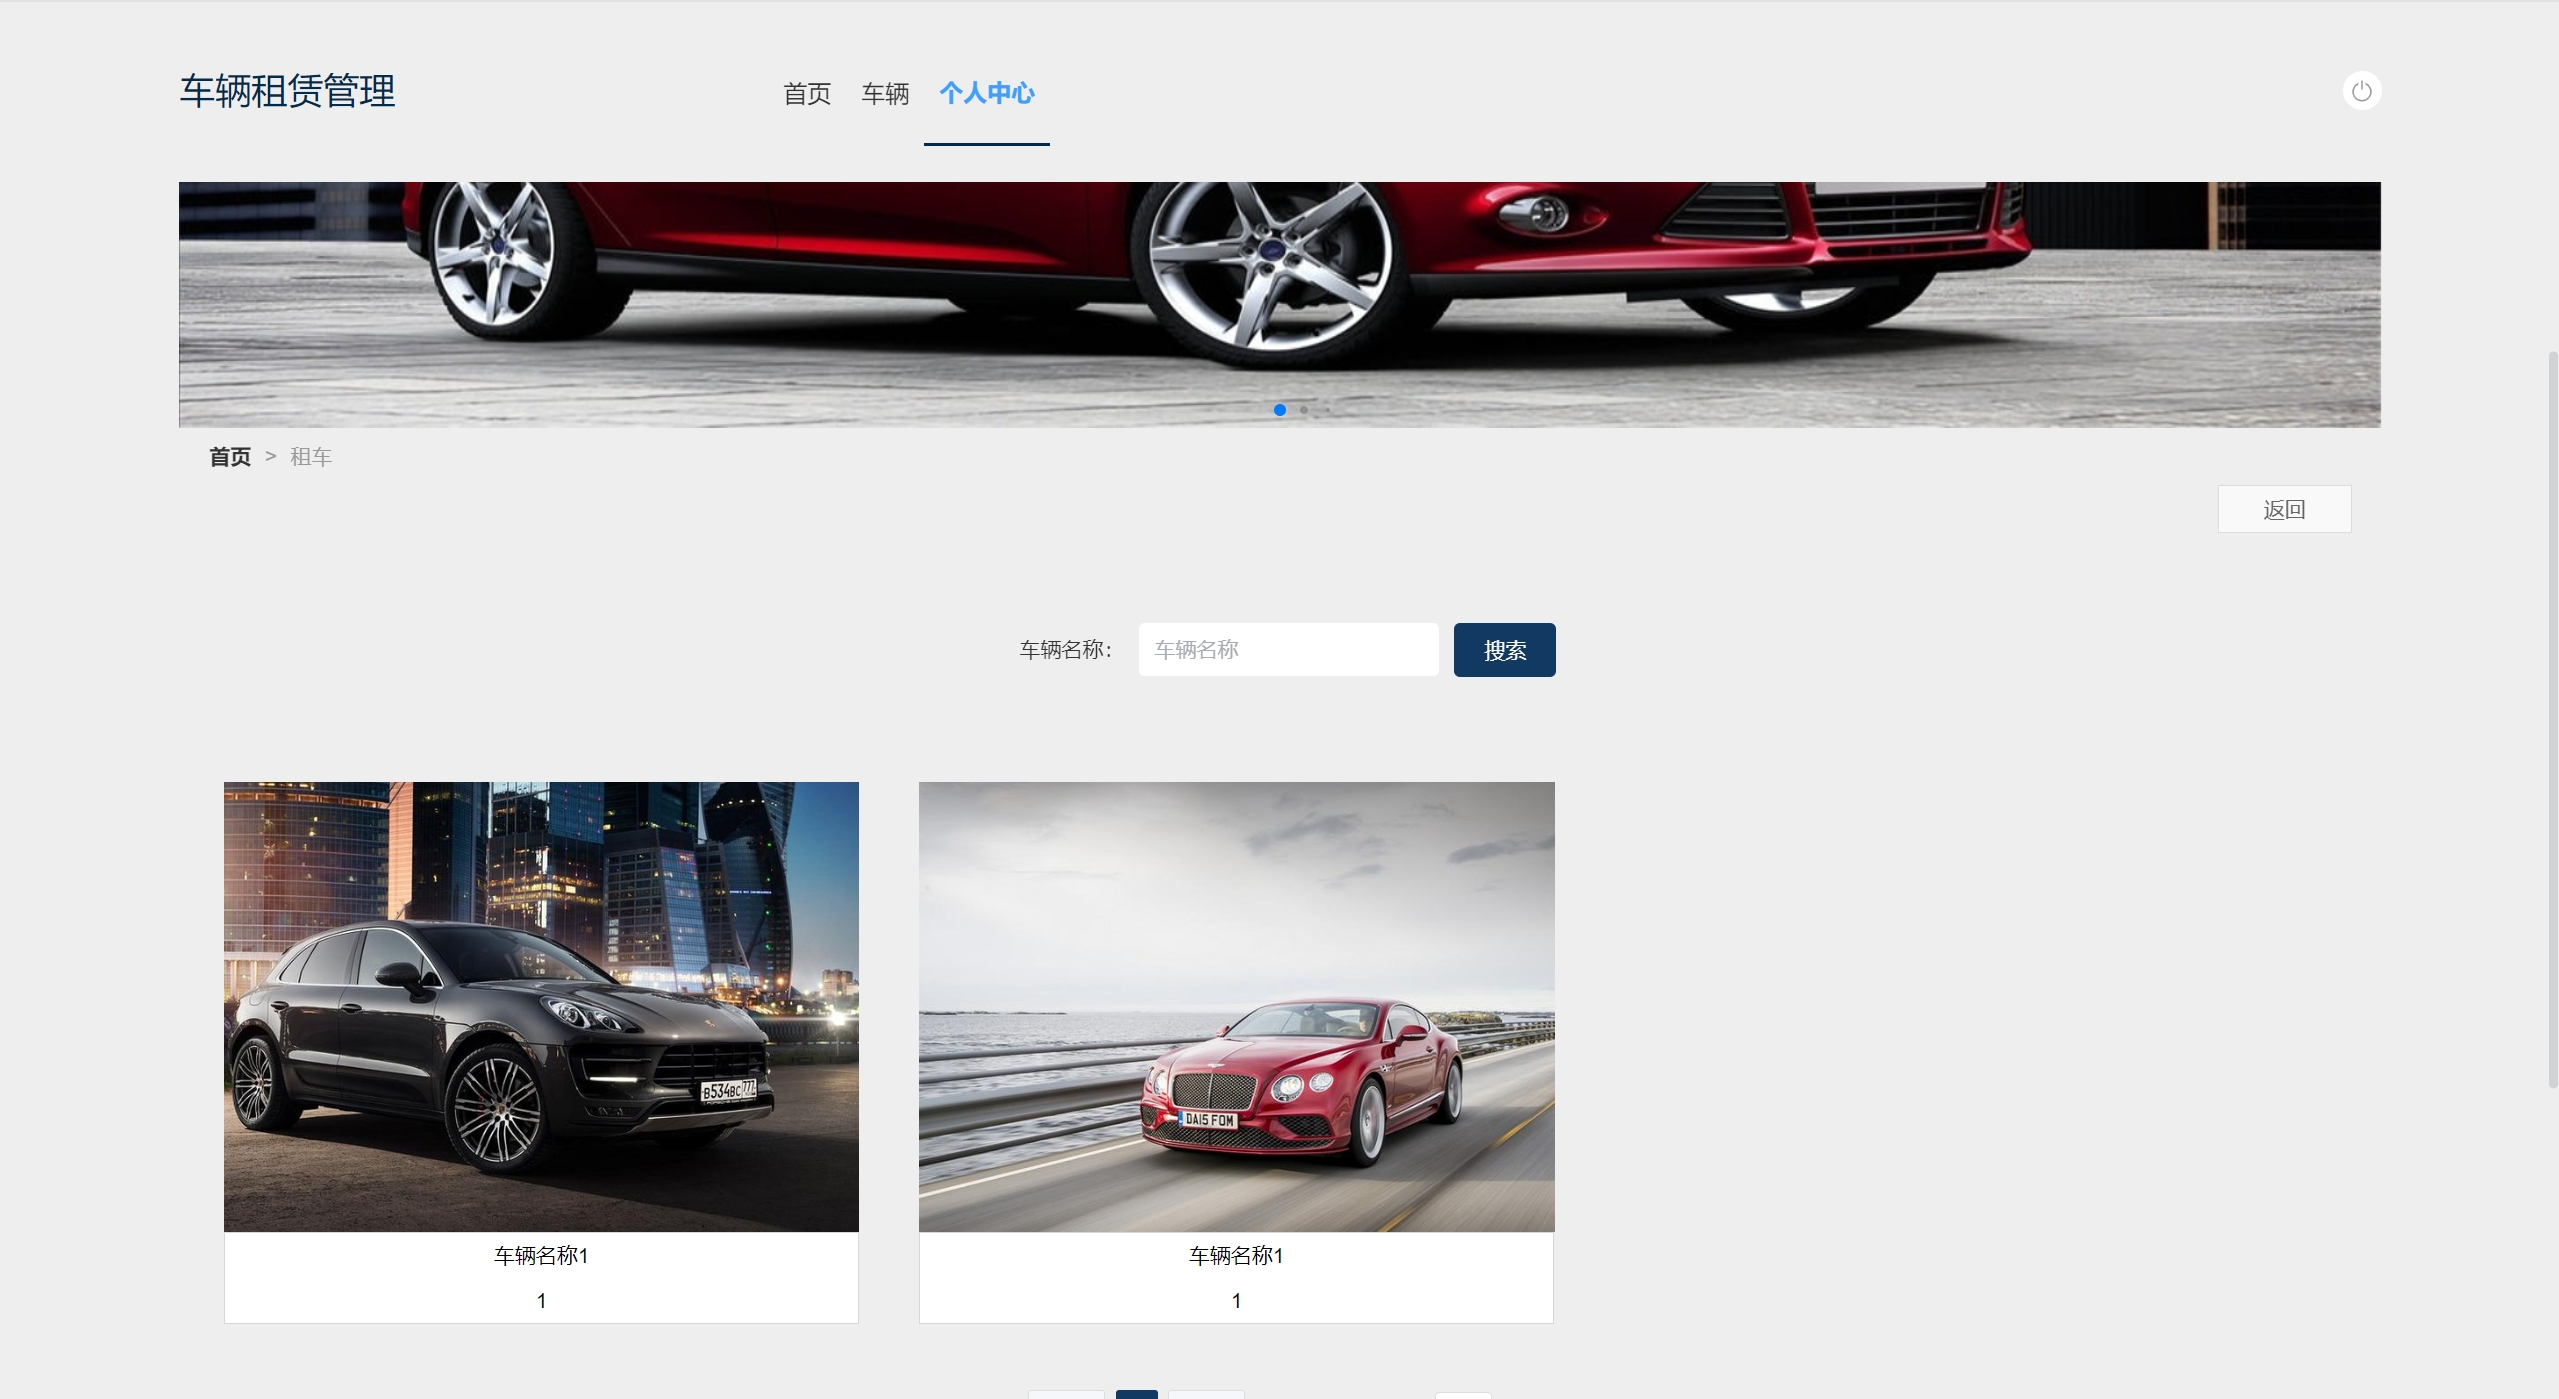 车辆租赁管理
首页 车辆 个人中心
首页 > 租车
返回
车辆名称： 车辆名称 搜索
B534BC 777
DA15 FOM
车辆名称1
1
车辆名称1
1